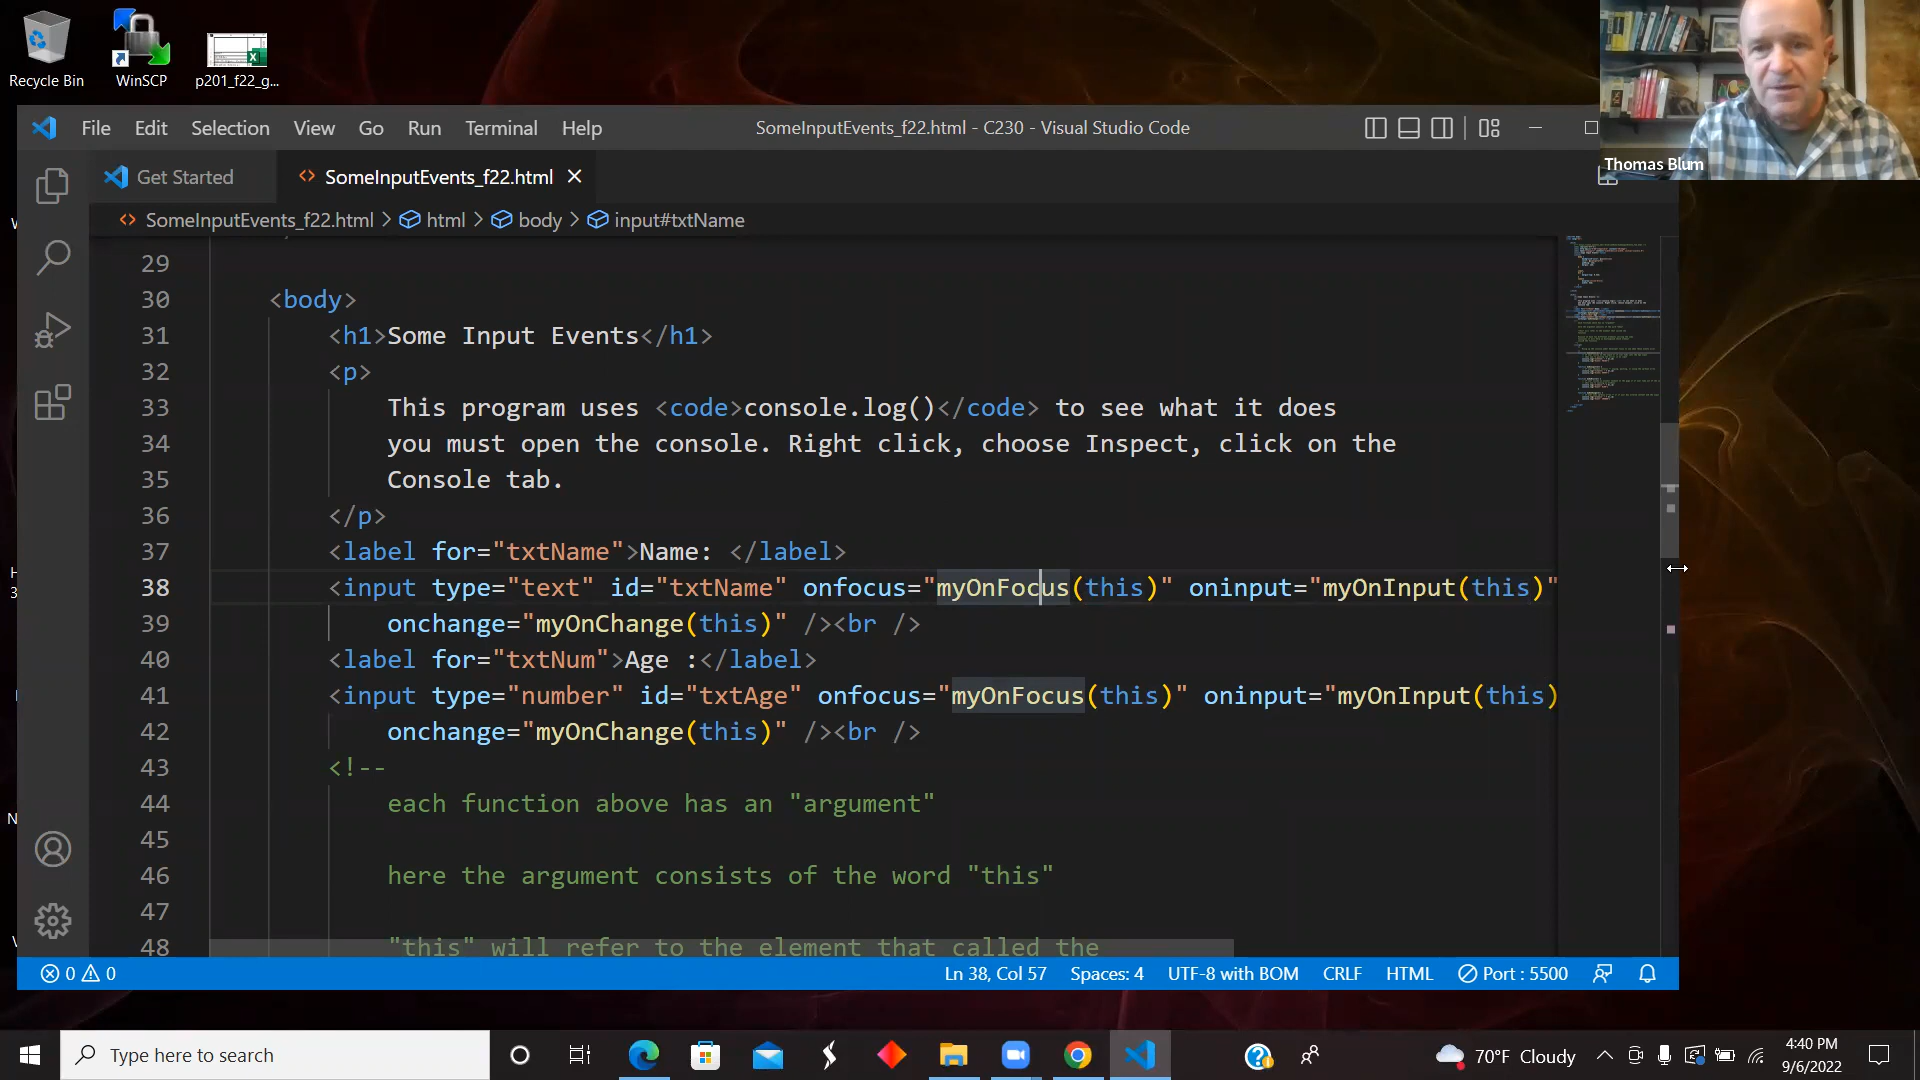 Recycle Bin
WinSCP
p201_f22_g...
Thomas Blum
File Edit Selection View Go Run Terminal Help
SomeInputEvents_f22.html - C230 - Visual Studio Code
Get Started
SomeInputEvents_f22.html
SomeInputEvents_f22.html > html > body > input#txtName
29
30 <body>
31 <h1>Some Input Events</h1>
32 <p>
33 This program uses <code>console.log()</code> to see what it does
34 you must open the console. Right click, choose Inspect, click on the
35 Console tab.
36 </p>
37 <label for="txtName">Name: </label>
38 <input type="text" id="txtName" onfocus="myOnFocus(this)" oninput="myOnInput(this)"
39 onchange="myOnChange(this)" /><br />
40 <label for="txtNum">Age :</label>
41 <input type="number" id="txtAge" onfocus="myOnFocus(this)" oninput="myOnInput(this)
42 onchange="myOnChange(this)" /><br />
43 <!--
44 each function above has an "argument"
45
46 here the argument consists of the word "this"
47
48 "this" will refer to the element that called the
0 0
Ln 38, Col 57 Spaces: 4 UTF-8 with BOM CRLF HTML Port : 5500
Type here to search
70°F Cloudy
4:40 PM
9/6/2022